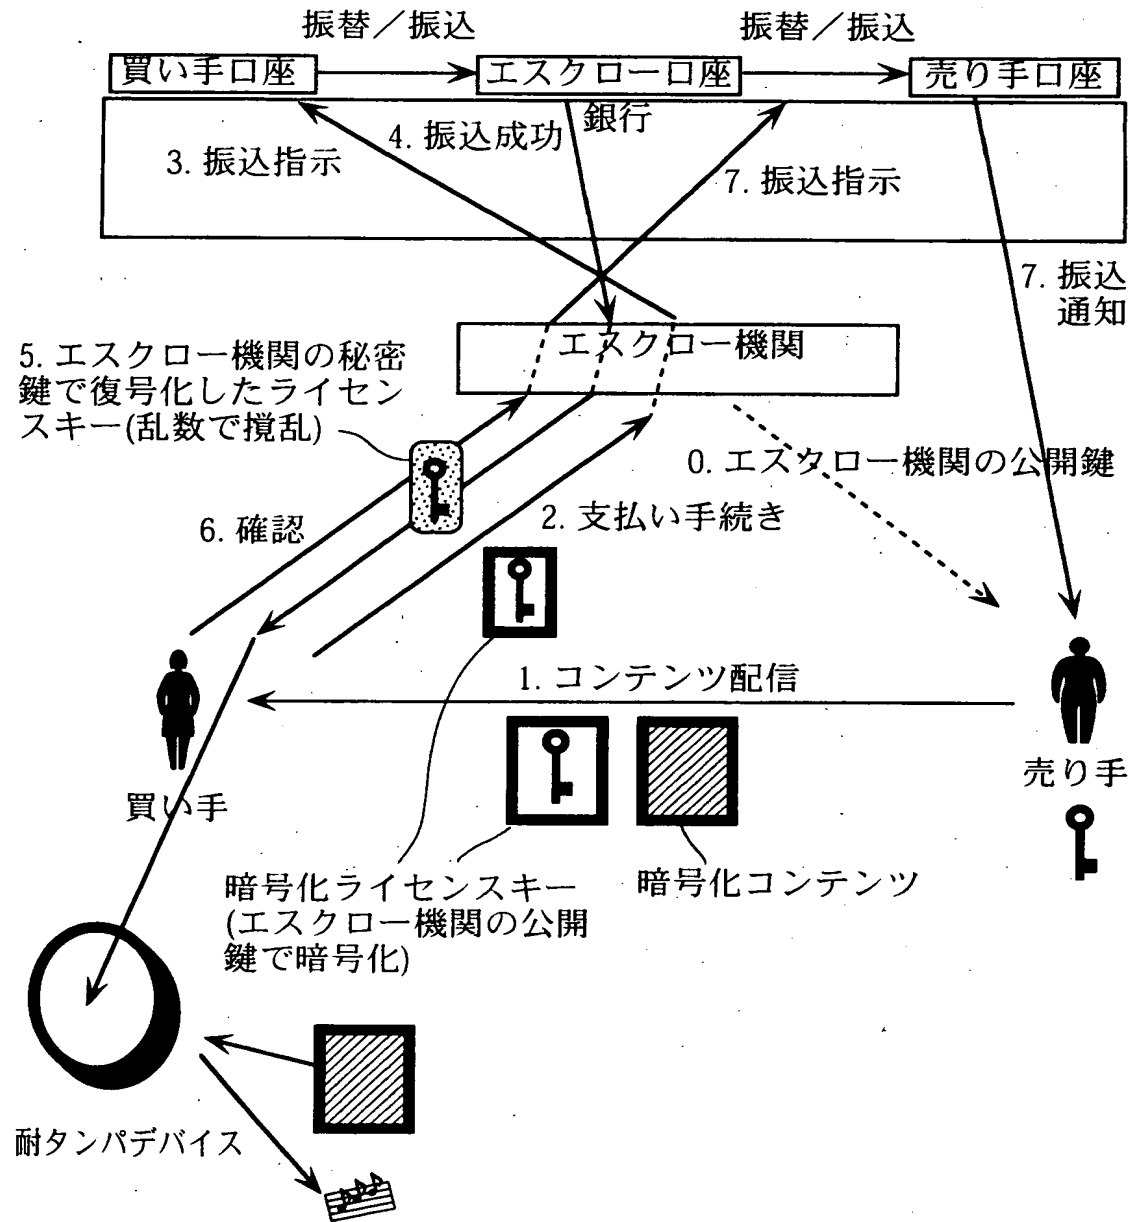 振替／振込
振替／振込
買い手口座
エスクロー口座
売り手口座
銀行
4. 振込成功
3. 振込指示
7. 振込指示
7. 振込
通知
エスクロー機関
5. エスクロー機関の秘密
鍵で復号化したライセン
スキー(乱数で撹乱)
0. エスクロー機関の公開鍵
6. 確認
2. 支払い手続き
1. コンテンツ配信
買い手
売り手
暗号化ライセンスキー
(エスクロー機関の公開
鍵で暗号化)
暗号化コンテンツ
耐タンパデバイス